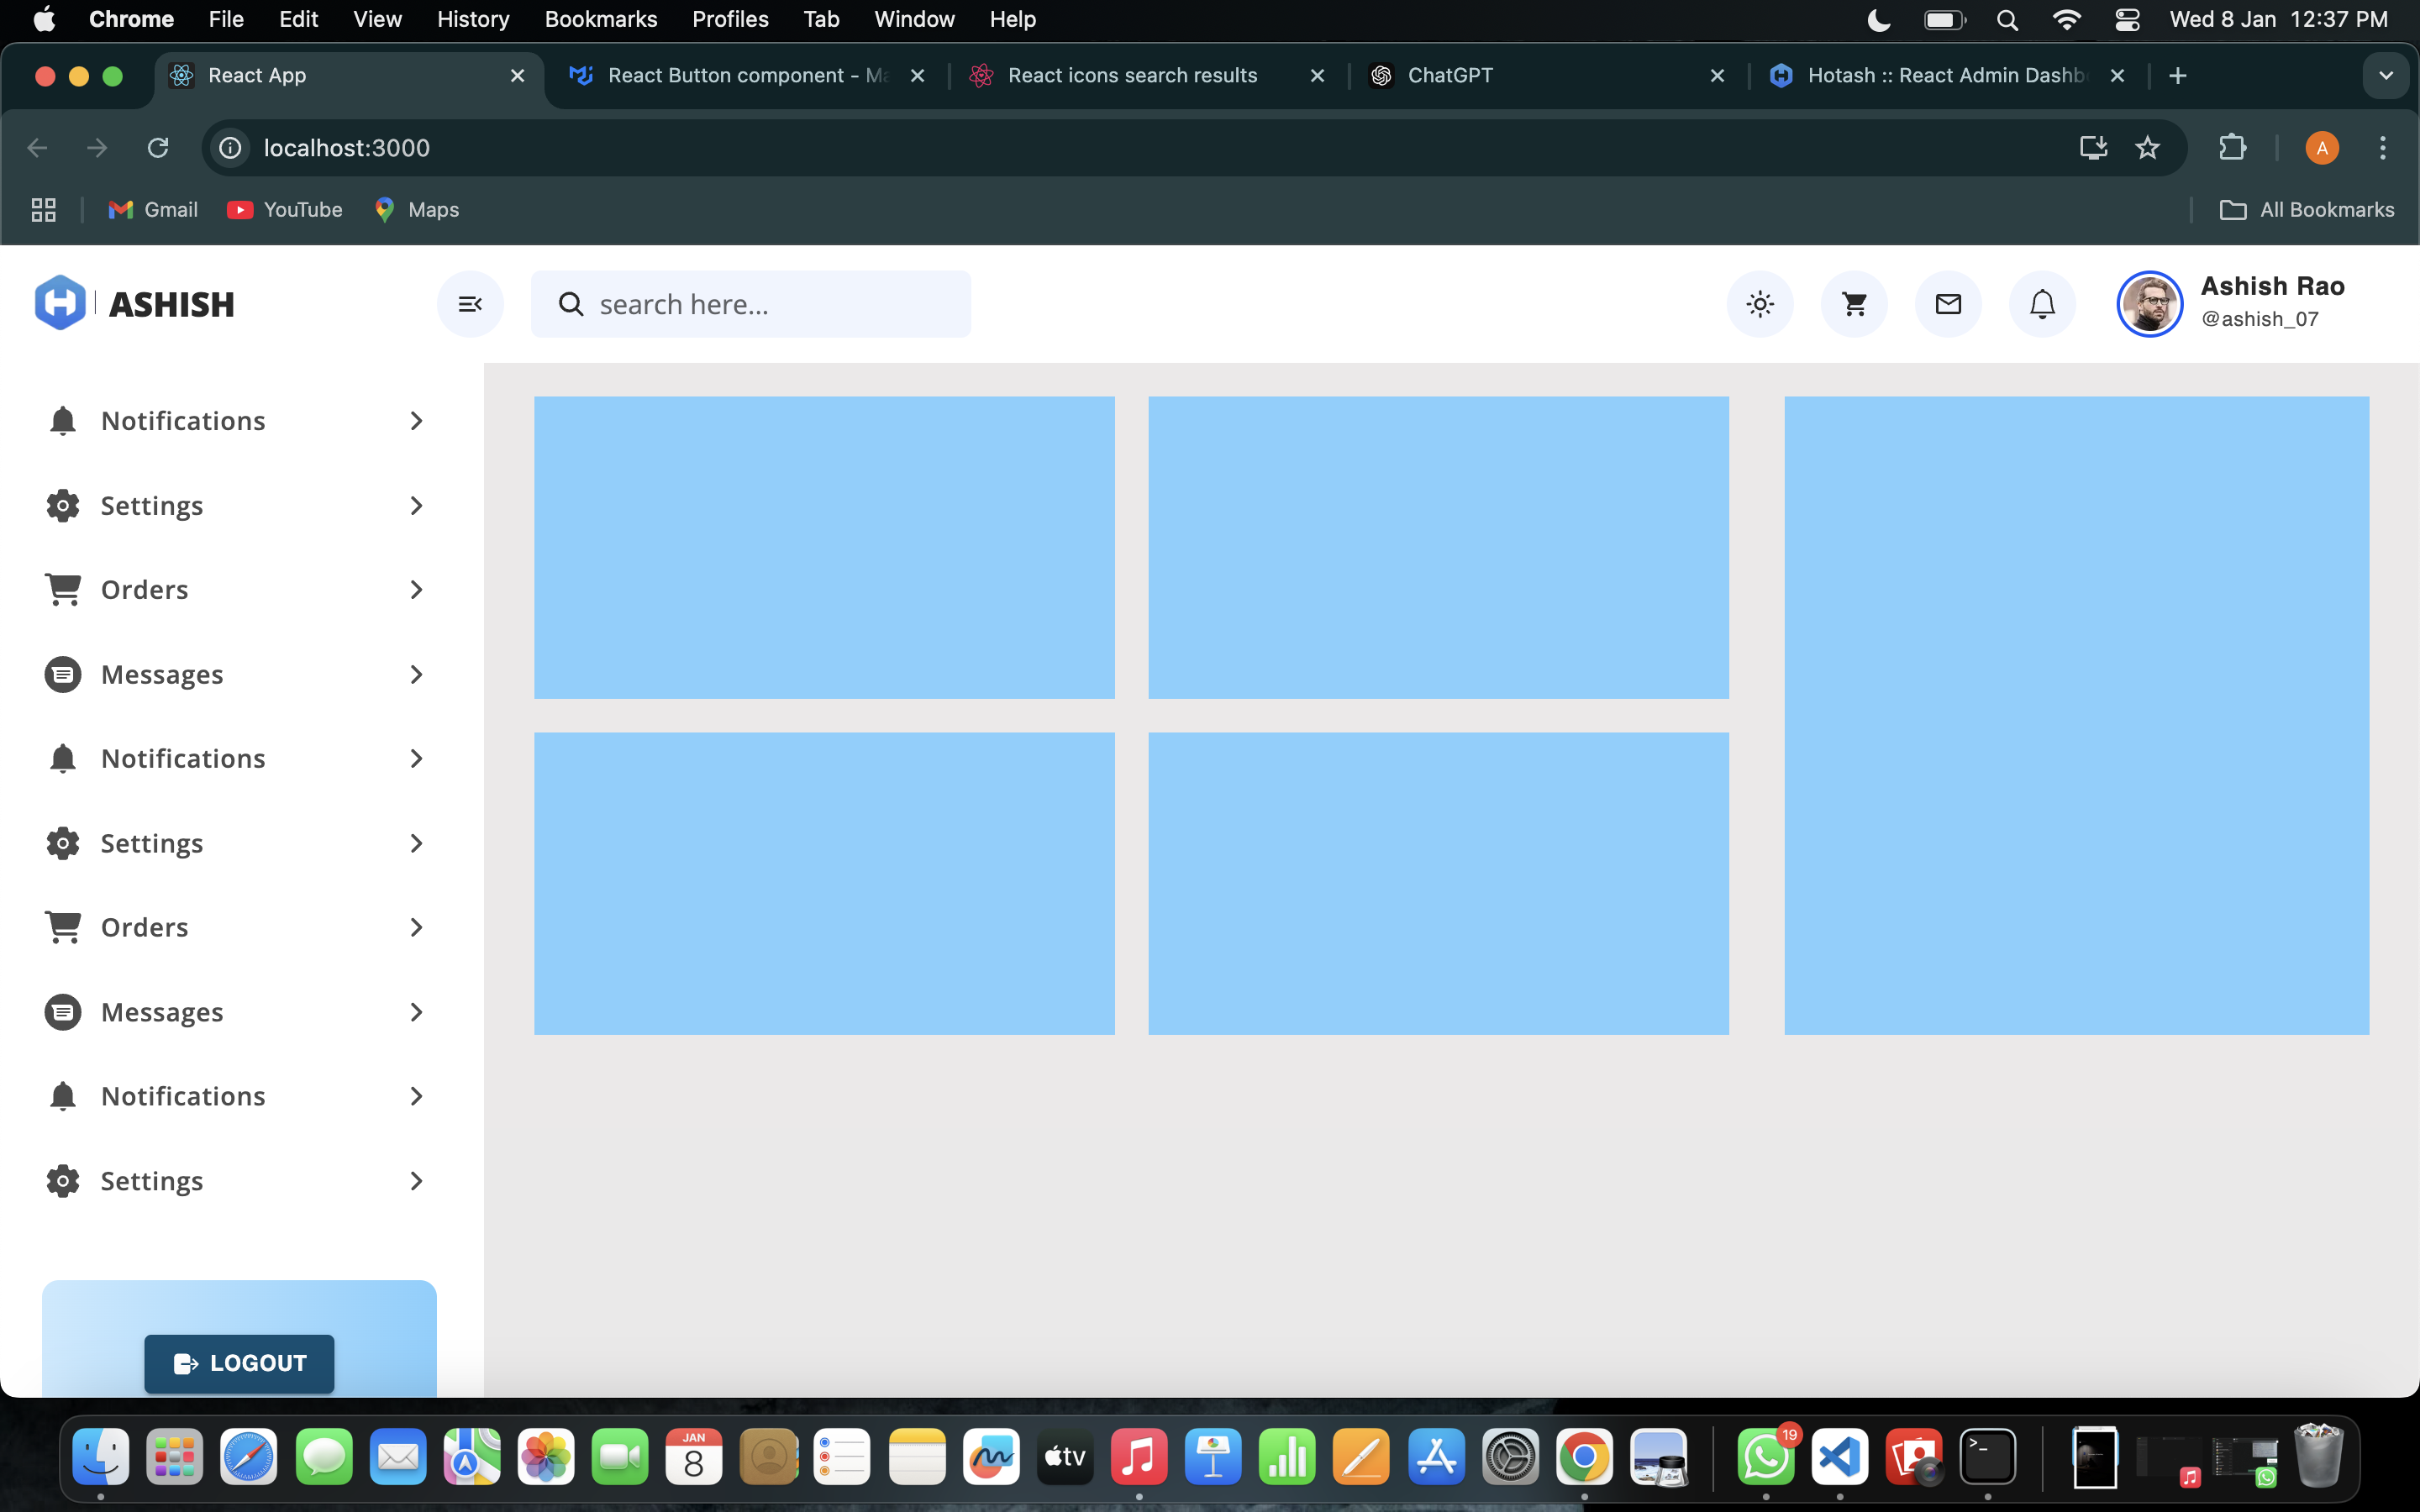 Chrome File Edit View History Bookmarks Profiles Tab Window Help Wed 8 Jan 12:37 PM
React App React Button component - Ma React icons search results ChatGPT Hotash :: React Admin Dashb
localhost:3000 A
Gmail YouTube Maps All Bookmarks
H ASHISH search here... Ashish Rao
@ashish_07
Notifications
Settings
Orders
Messages
Notifications
Settings
Orders
Messages
Notifications
Settings
LOGOUT
JAN
8
tv
19